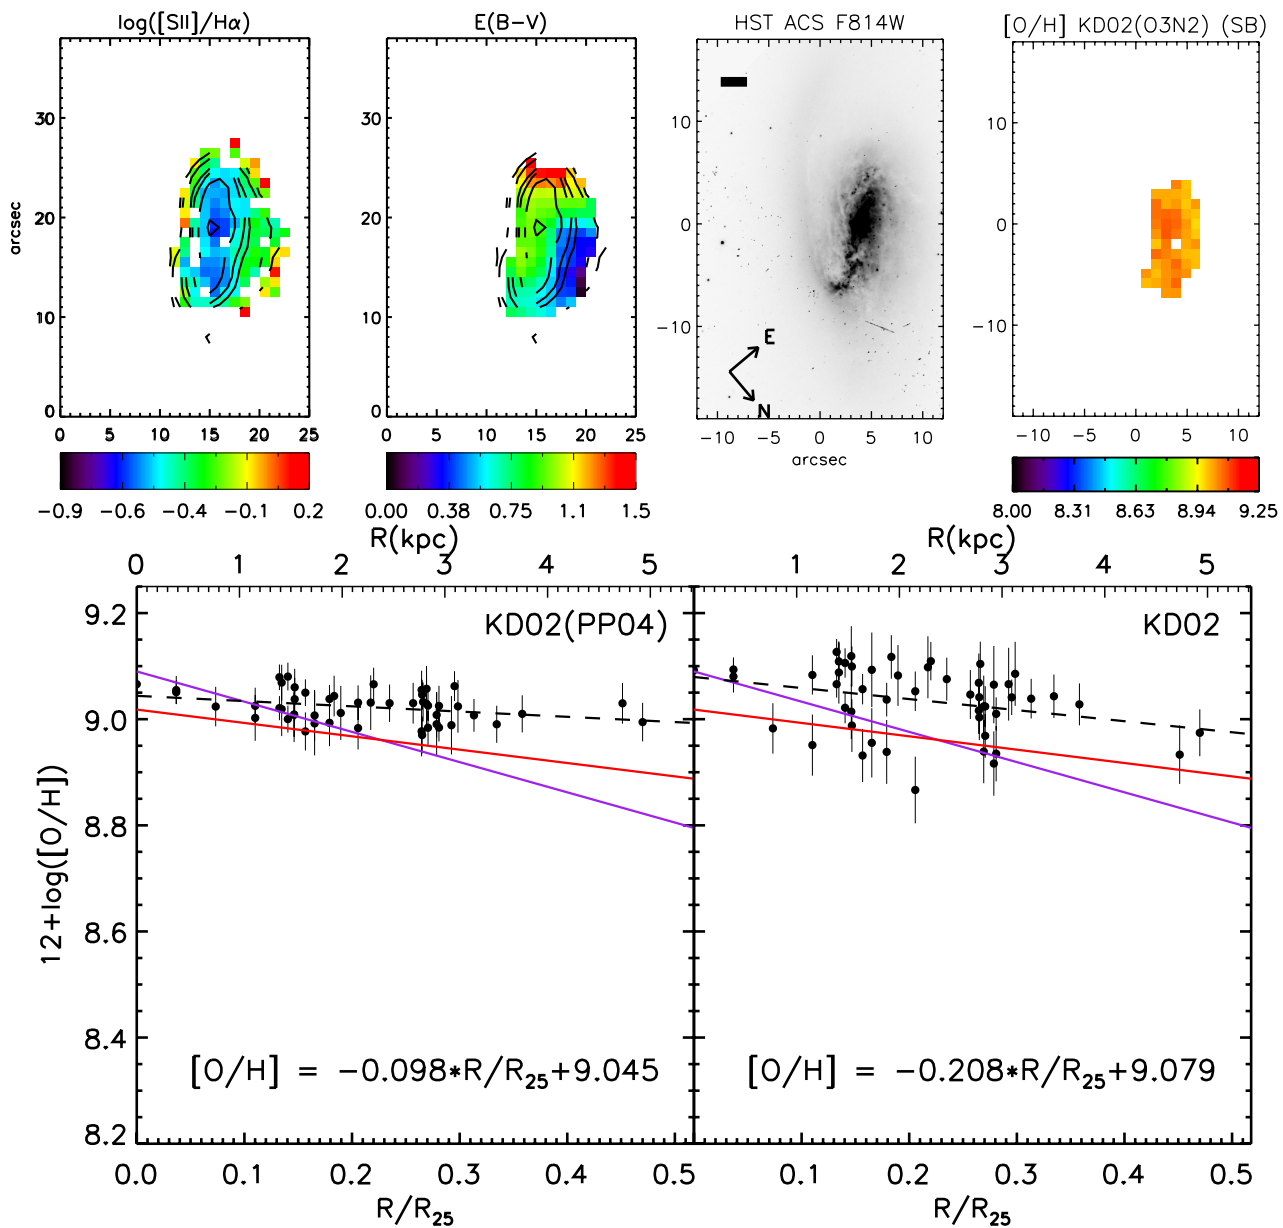 log([SII]/Hα)
E(B−V)
HST ACS F814W
[O/H] KD02(O3N2) (SB)
arcsec
30
20
10
0
0 5 10 15 20 25
−0.9 −0.6 −0.4 −0.1 0.2
30
20
10
0
0 5 10 15 20 25
0.00 0.38 0.75 1.1 1.5
10
0
−10
E
N
−10 −5 0 5 10
arcsec
10
0
−10
−10 −5 0 5 10
8.00 8.31 8.63 8.94 9.25
R(kpc)
0 1 2 3 4 5
R(kpc)
1 2 3 4 5
KD02(PP04)
KD02
12+log([O/H])
9.2
9.0
8.8
8.6
8.4
8.2
[O/H] = −0.098*R/R25+9.045
[O/H] = −0.208*R/R25+9.079
0.0 0.1 0.2 0.3 0.4 0.5
0.1 0.2 0.3 0.4 0.5
R/R25
R/R25